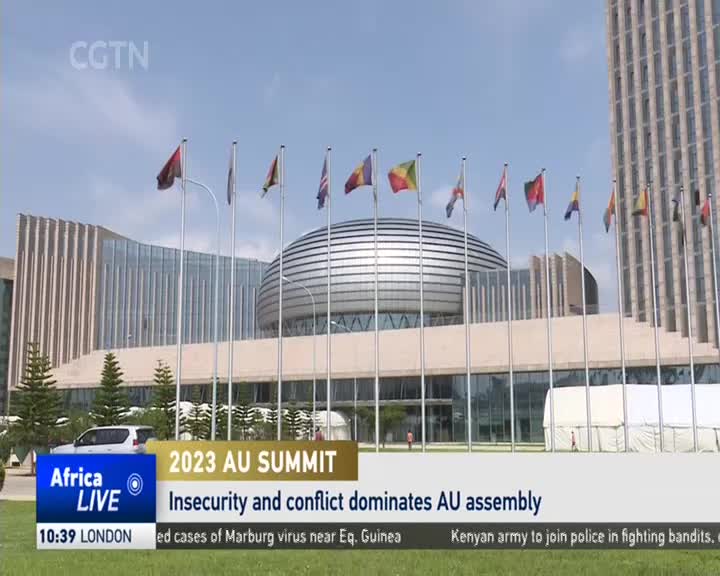 CGTN
2023 AU SUMMIT
Africa
LIVE
Insecurity and conflict dominates AU assembly
10:39 LONDON
ed cases of Marburg virus near Eq. Guinea Kenyan army to join police in fighting bandits,